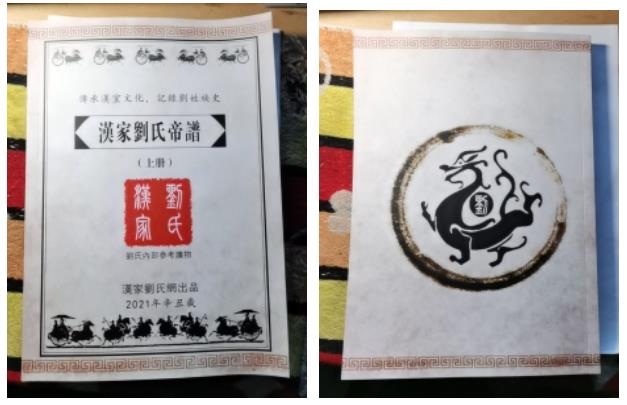 傳承漢室文化，記錄劉姓族史
漢家劉氏帝譜
（上册）
劉氏
漢家
劉氏內部參考讀物
漢家劉氏網出品
2021年辛丑歲
劉